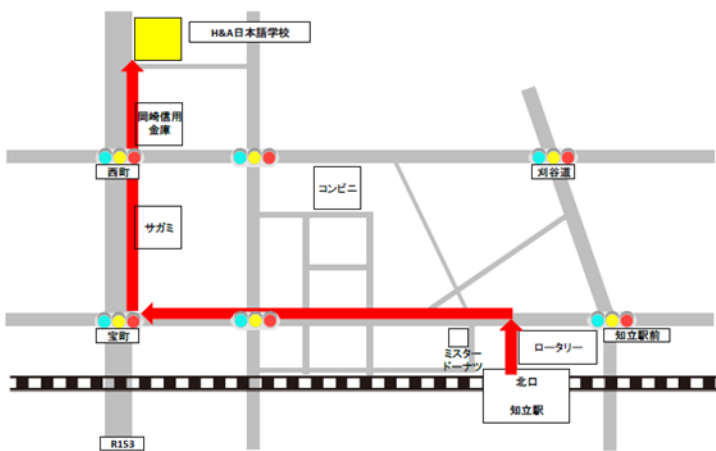 H&A日本語学校
岡崎信用
金庫
西町
コンビニ
刈谷道
サガミ
宝町
ミスター
ドーナツ
ロータリー
知立駅前
北口
知立駅
R153